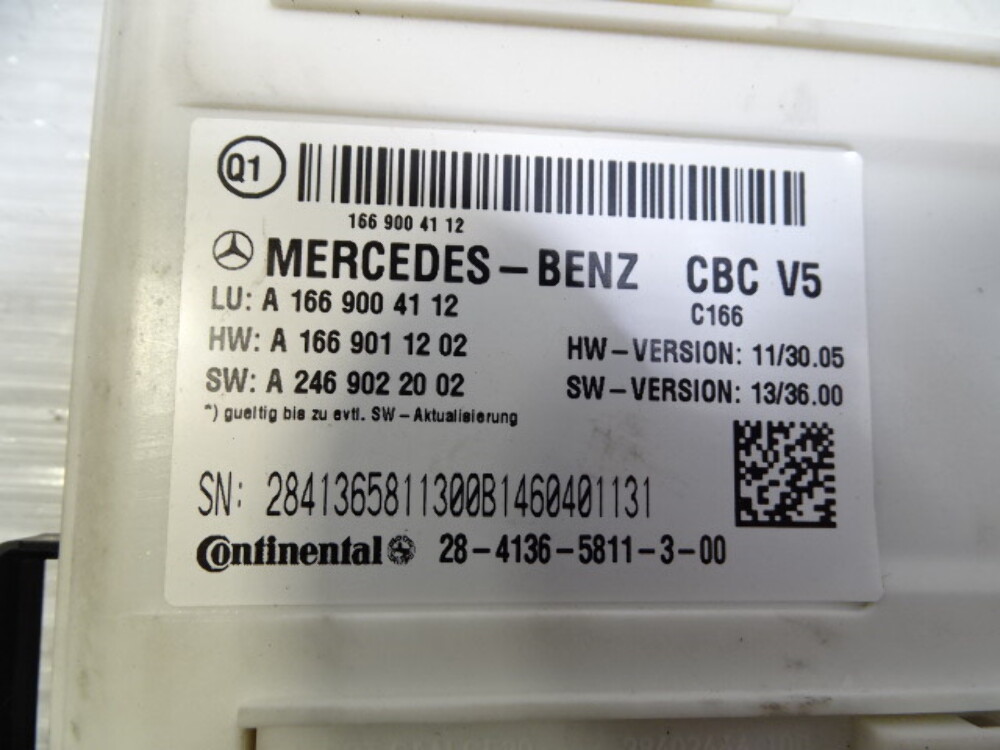 Q1
166 900 41 12
MERCEDES-BENZ CBC V5
C166
LU: A 166 900 41 12
HW: A 166 901 12 02 HW-VERSION: 11/30.05
SW: A 246 902 20 02 SW-VERSION: 13/36.00
*) gueltig bis zu evtl. SW-Aktualisierung
SN: 2841365811300B1460401131
Continental 28-4136-5811-3-00